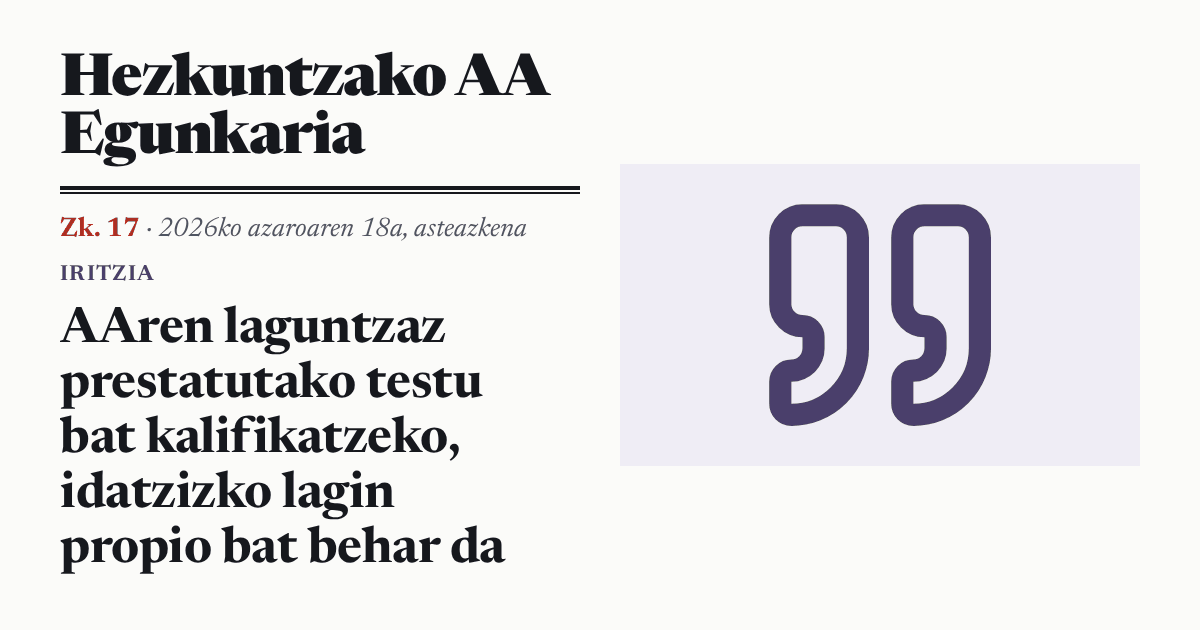 Hezkuntzako AA
Egunkaria
Zk. 17 · 2026ko azaroaren 18a, asteazkena
IRITZIA
AAren laguntzaz
prestatutako testu
bat kalifikatzeko,
idatzizko lagin
propio bat behar da